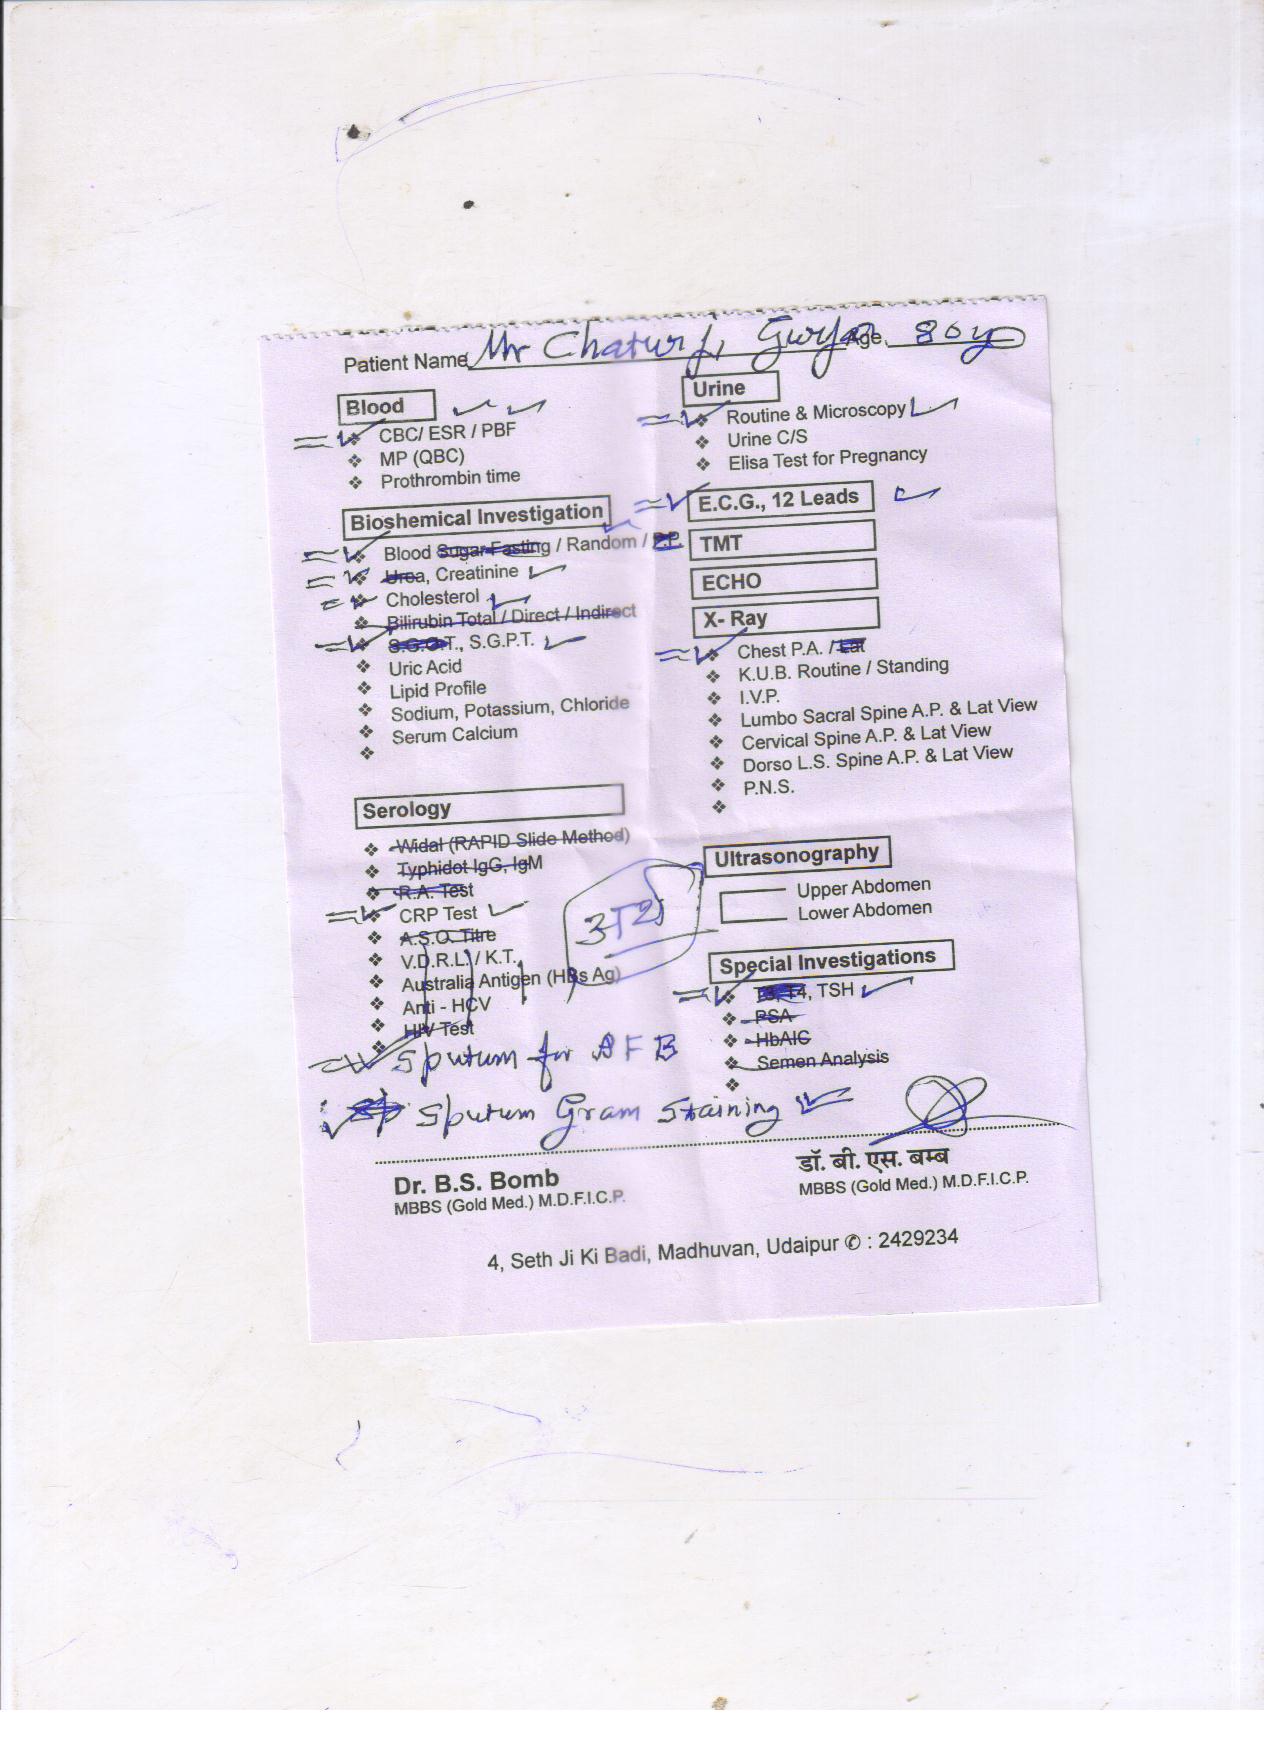 Patient Name Mr Chatur ji Gurjar Age. 80y
Blood
CBC/ ESR / PBF
MP (QBC)
Prothrombin time
Bioshemical Investigation
Blood Sugar Fasting / Random / P.P.
Urea, Creatinine
Cholesterol
Bilirubin Total / Direct / Indirect
S.G.O.T., S.G.P.T.
Uric Acid
Lipid Profile
Sodium, Potassium, Chloride
Serum Calcium
Serology
Widal (RAPID Slide Method)
Typhidot IgG, IgM
R.A. Test
CRP Test
A.S.O. Titre
V.D.R.L. / K.T.
Australia Antigen (HBs Ag)
Anti - HCV
HIV Test
Sputum for AFB
Sputum Gram Staining
Urine
Routine & Microscopy
Urine C/S
Elisa Test for Pregnancy
E.C.G., 12 Leads
TMT
ECHO
X- Ray
Chest P.A. / Lat
K.U.B. Routine / Standing
I.V.P.
Lumbo Sacral Spine A.P. & Lat View
Cervical Spine A.P. & Lat View
Dorso L.S. Spine A.P. & Lat View
P.N.S.
Ultrasonography
Upper Abdomen
Lower Abdomen
Special Investigations
T3, T4, TSH
PSA
HbAIC
Semen Analysis
Dr. B.S. Bomb
MBBS (Gold Med.) M.D.F.I.C.P.
डॉ. बी. एस. बम्ब
MBBS (Gold Med.) M.D.F.I.C.P.
4, Seth Ji Ki Badi, Madhuvan, Udaipur ✆ : 2429234